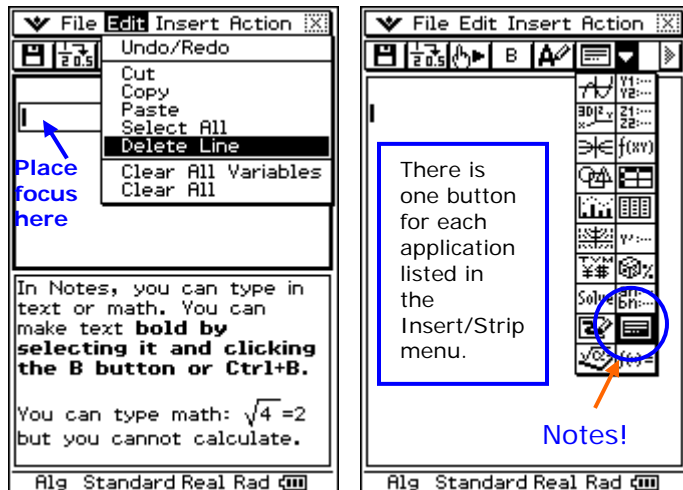 File Edit Insert Action
Undo/Redo
Cut
Copy
Paste
Select All
Delete Line
Clear All Variables
Clear All
Place
focus
here
In Notes, you can type in
text or math. You can
make text bold by
selecting it and clicking
the B button or Ctrl+B.
You can type math: √4 =2
but you cannot calculate.
Alg Standard Real Rad
File Edit Insert Action
B
There is
one button
for each
application
listed in
the
Insert/Strip
menu.
Solve
Notes!
Alg Standard Real Rad